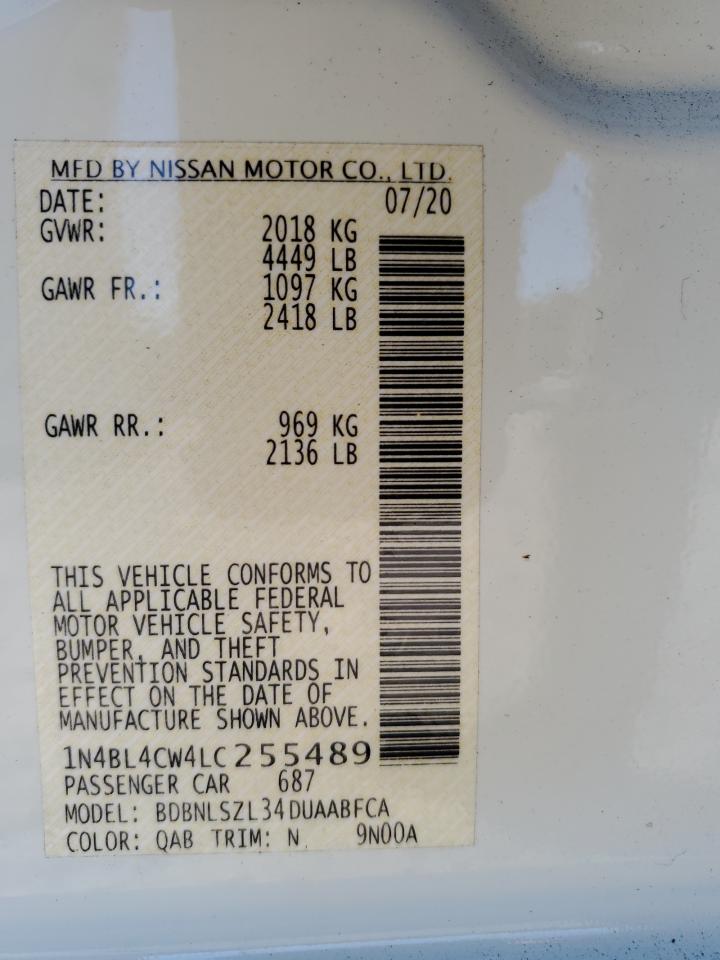 MFD BY NISSAN MOTOR CO., LTD.
DATE: 07/20
GVWR: 2018 KG
4449 LB
GAWR FR.: 1097 KG
2418 LB
GAWR RR.: 969 KG
2136 LB
THIS VEHICLE CONFORMS TO
ALL APPLICABLE FEDERAL
MOTOR VEHICLE SAFETY,
BUMPER, AND THEFT
PREVENTION STANDARDS IN
EFFECT ON THE DATE OF
MANUFACTURE SHOWN ABOVE.
1N4BL4CW4LC255489
PASSENGER CAR 687
MODEL: BDBNLSZL34DUAABFCA
COLOR: QAB TRIM: N 9N00A